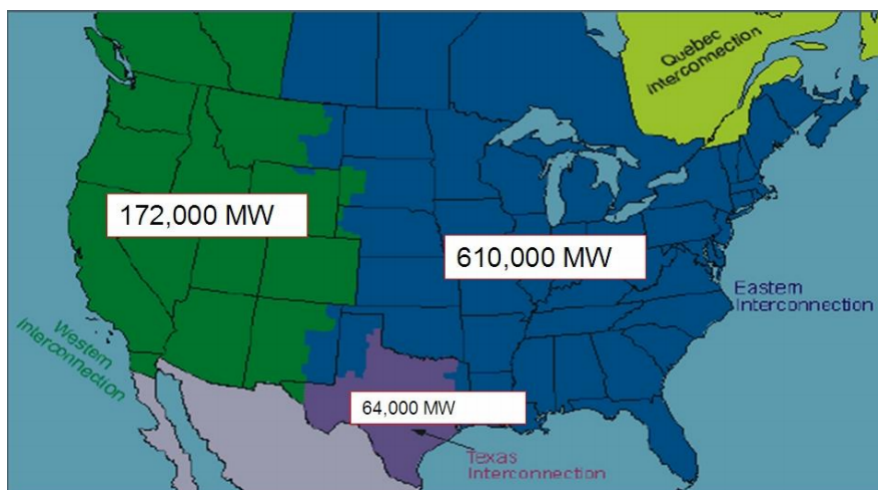 Quebec
interconnection
172,000 MW
610,000 MW
Eastern
Interconnection
Western
Interconnection
64,000 MW
Texas
Interconnection